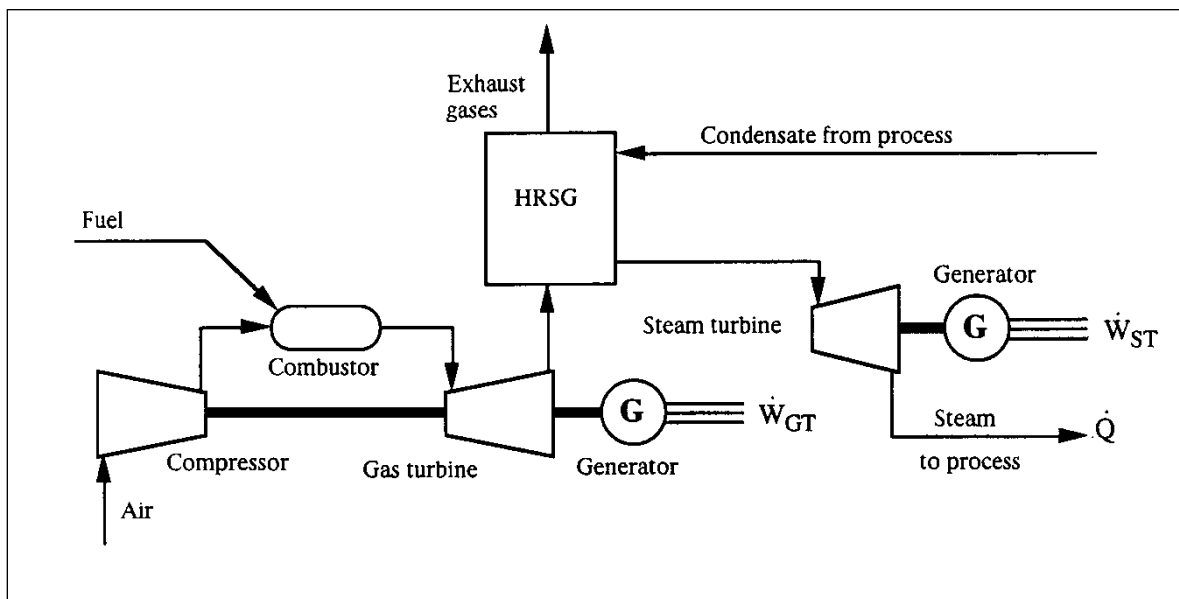 Exhaust
gases
Condensate from process
HRSG
Fuel
Generator
Steam turbine
G
Ẇ_ST
Combustor
G
Ẇ_GT
Steam
Q̇
to process
Compressor
Gas turbine
Generator
Air